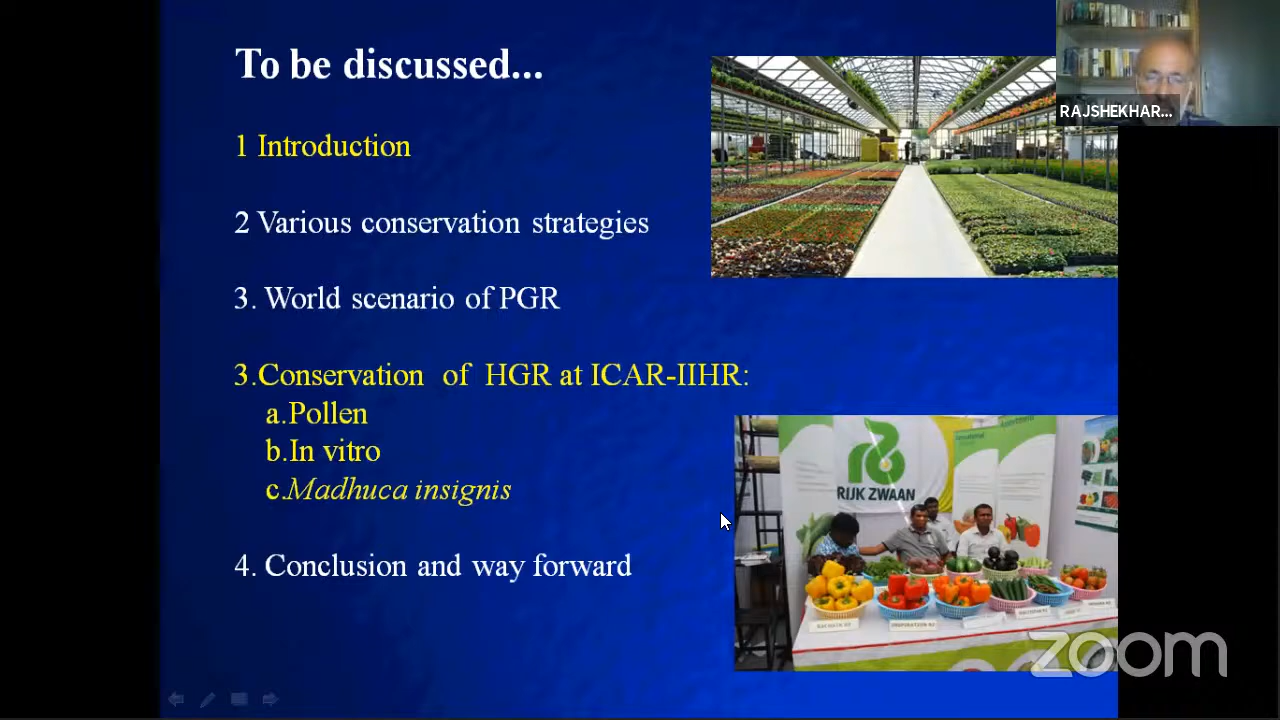 To be discussed...
1 Introduction
2 Various conservation strategies
3. World scenario of PGR
3.Conservation of HGR at ICAR-IIHR:
a.Pollen
b.In vitro
c.Madhuca insignis
4. Conclusion and way forward
RAJSHEKHAR...
RIJK ZWAAN
zoom